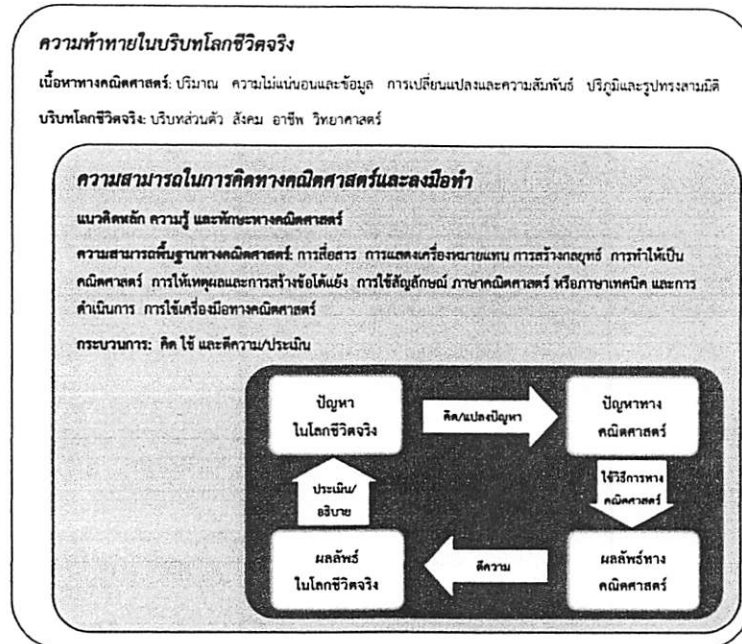 ความท้าทายในบริบทโลกชีวิตจริง
เนื้อหาทางคณิตศาสตร์: ปริมาณ ความไม่แน่นอนและข้อมูล การเปลี่ยนแปลงและความสัมพันธ์ ปริภูมิและรูปทรงสามมิติ
บริบทโลกชีวิตจริง: บริบทส่วนตัว สังคม อาชีพ วิทยาศาสตร์
ความสามารถในการคิดทางคณิตศาสตร์และลงมือทำ
แนวคิดหลัก ความรู้ และทักษะทางคณิตศาสตร์
ความสามารถพื้นฐานทางคณิตศาสตร์: การสื่อสาร การแสดงเครื่องหมายแทน การสร้างกลยุทธ์ การทำให้เป็น
คณิตศาสตร์ การให้เหตุผลและการสร้างข้อโต้แย้ง การใช้สัญลักษณ์ ภาษาคณิตศาสตร์ หรือภาษาเทคนิค และการ
ดำเนินการ การใช้เครื่องมือทางคณิตศาสตร์
กระบวนการ: คิด ใช้ และตีความ/ประเมิน
ปัญหา
ในโลกชีวิตจริง
คิด/แปลงปัญหา
ปัญหาทาง
คณิตศาสตร์
ประเมิน/
อธิบาย
ใช้วิธีการทาง
คณิตศาสตร์
ผลลัพธ์
ในโลกชีวิตจริง
ตีความ
ผลลัพธ์ทาง
คณิตศาสตร์